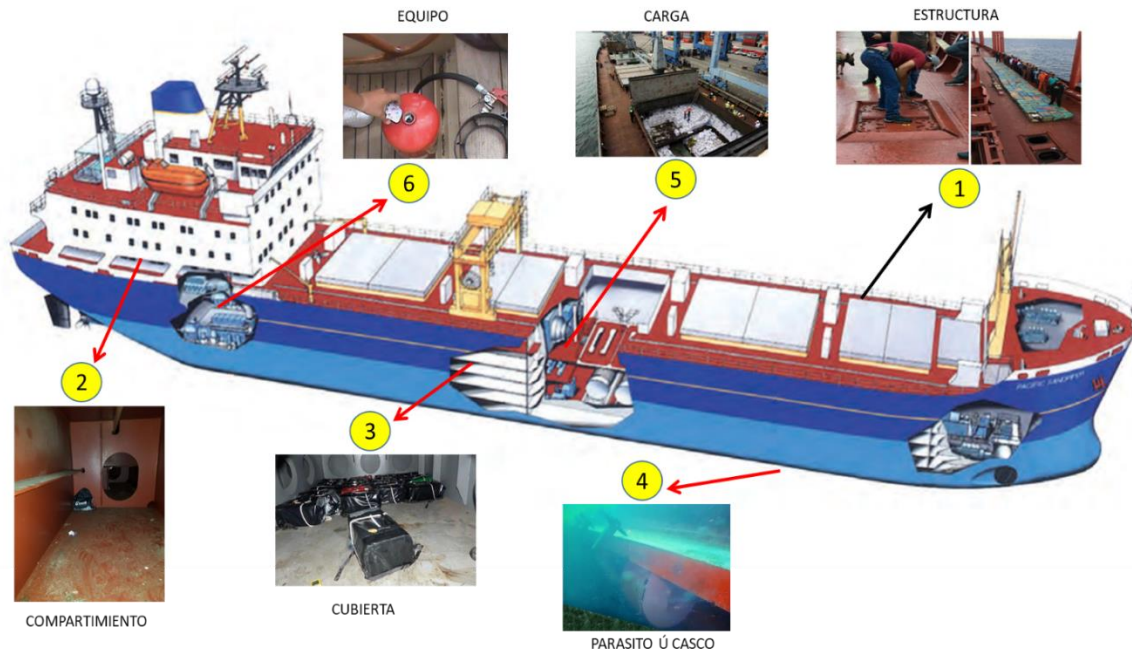 EQUIPO
CARGA
ESTRUCTURA
6
5
1
2
3
4
COMPARTIMIENTO
CUBIERTA
PARASITO Ú CASCO